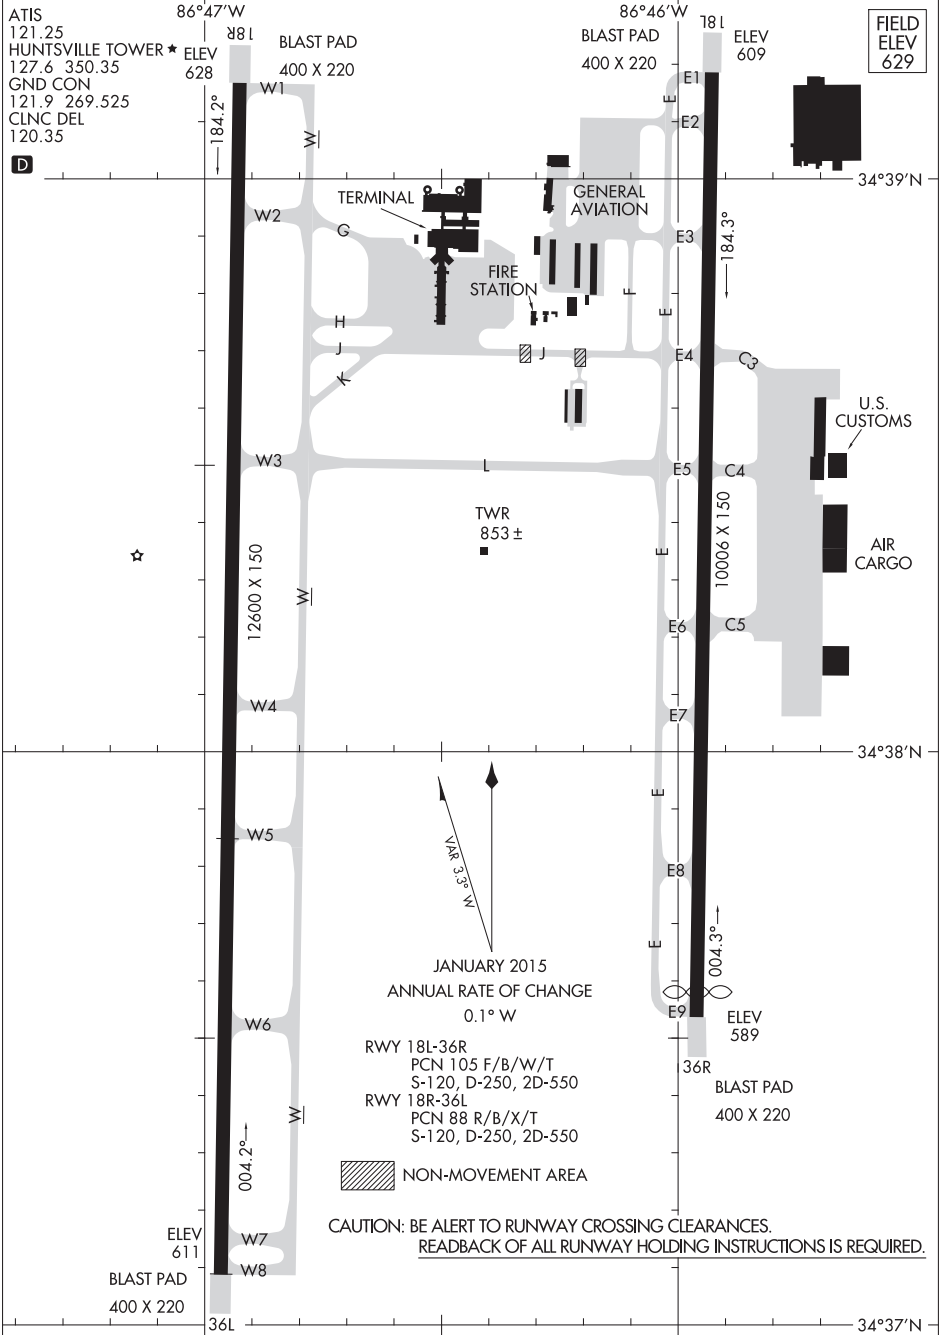 ATIS
121.25
HUNTSVILLE TOWER ★
127.6 350.35
GND CON
121.9 269.525
CLNC DEL
120.35
D
86°47'W
86°46'W
18R
ELEV
628
BLAST PAD
400 X 220
BLAST PAD
400 X 220
18L
ELEV
609
FIELD
ELEV
629
W1
E1
E
E2
184.2°
W
34°39'N
TERMINAL
GENERAL
AVIATION
W2
G
E3
184.3°
FIRE
STATION
F
E
H
J
J
E4
C3
K
U.S.
CUSTOMS
W3
L
E5
C4
TWR
853 ±
10006 X 150
12600 X 150
E
AIR
CARGO
W
E6
C5
W4
E7
34°38'N
E
W5
VAR 3.3° W
E8
E
004.3°
JANUARY 2015
ANNUAL RATE OF CHANGE
0.1° W
W6
E9
ELEV
589
RWY 18L-36R
PCN 105 F/B/W/T
S-120, D-250, 2D-550
RWY 18R-36L
PCN 88 R/B/X/T
S-120, D-250, 2D-550
36R
BLAST PAD
400 X 220
W
004.2°
NON-MOVEMENT AREA
CAUTION: BE ALERT TO RUNWAY CROSSING CLEARANCES.
READBACK OF ALL RUNWAY HOLDING INSTRUCTIONS IS REQUIRED.
ELEV
611
W7
W8
BLAST PAD
400 X 220
36L
34°37'N